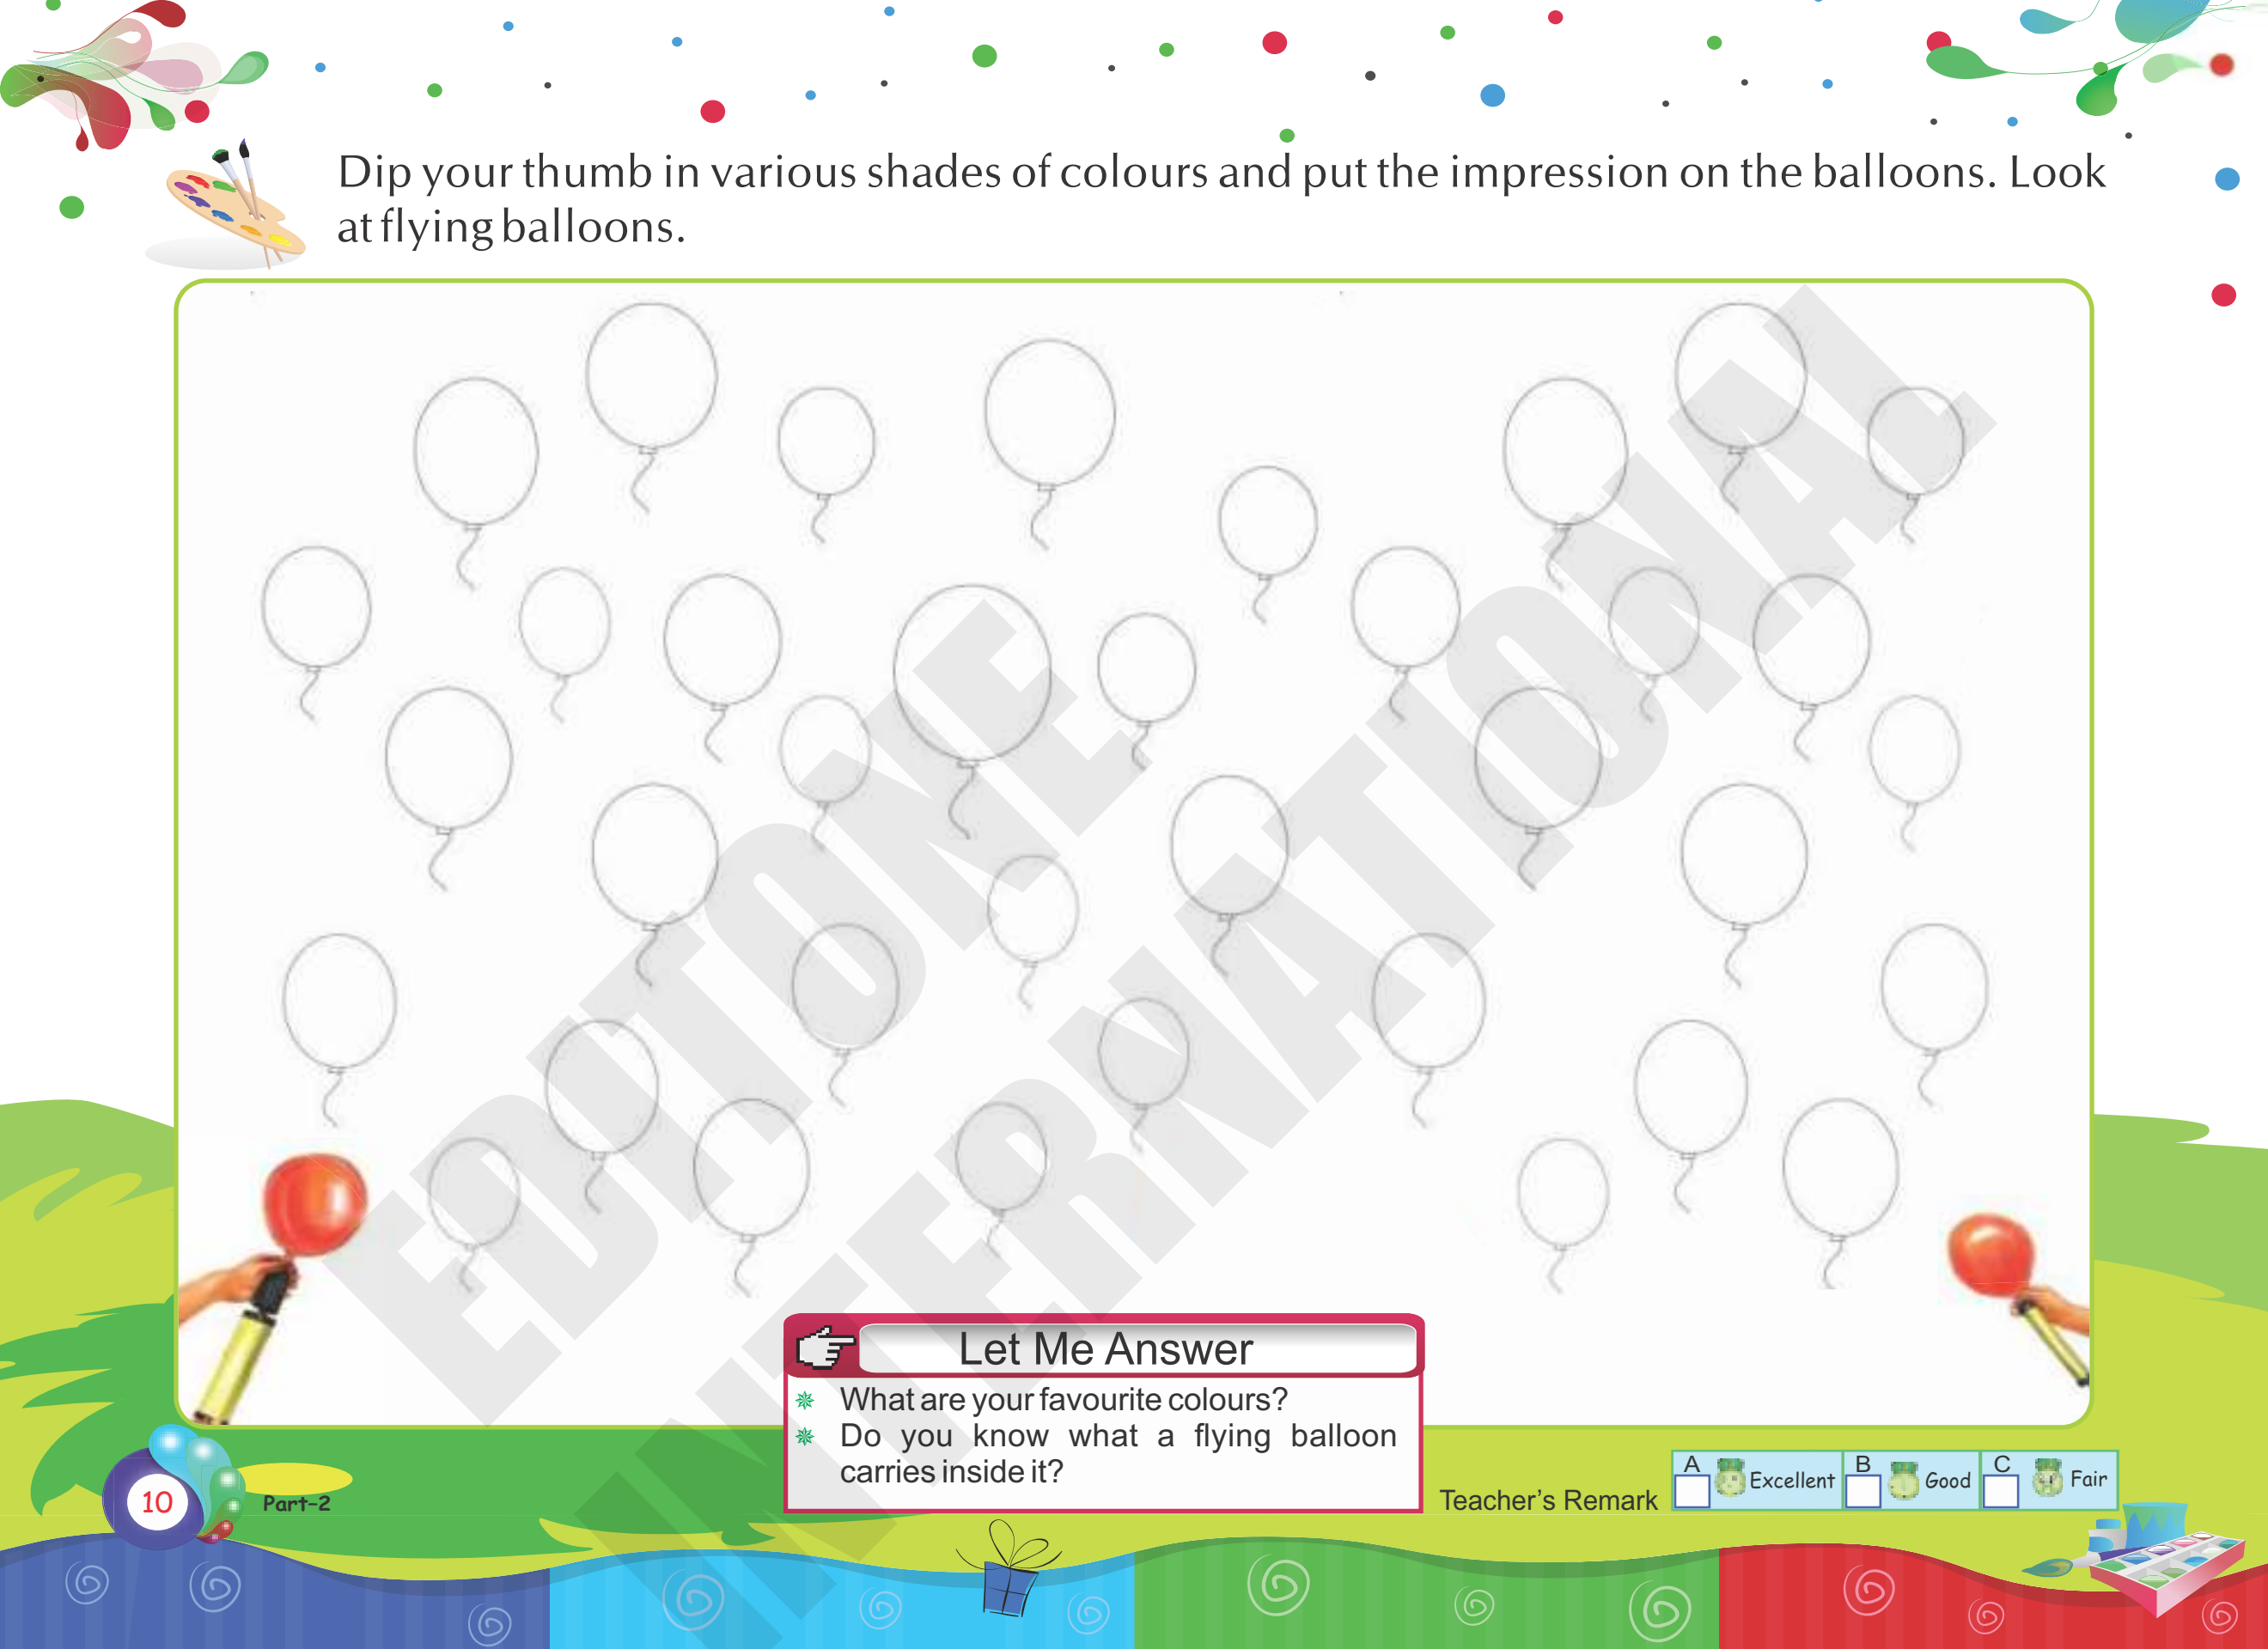 Dip your thumb in various shades of colours and put the impression on the balloons. Look
at flying balloons.
EDITONE
INTERNATIONAL
Let Me Answer
What are your favourite colours?
Do you know what a flying balloon
carries inside it?
Teacher's Remark
A Excellent B Good C Fair
10 Part-2